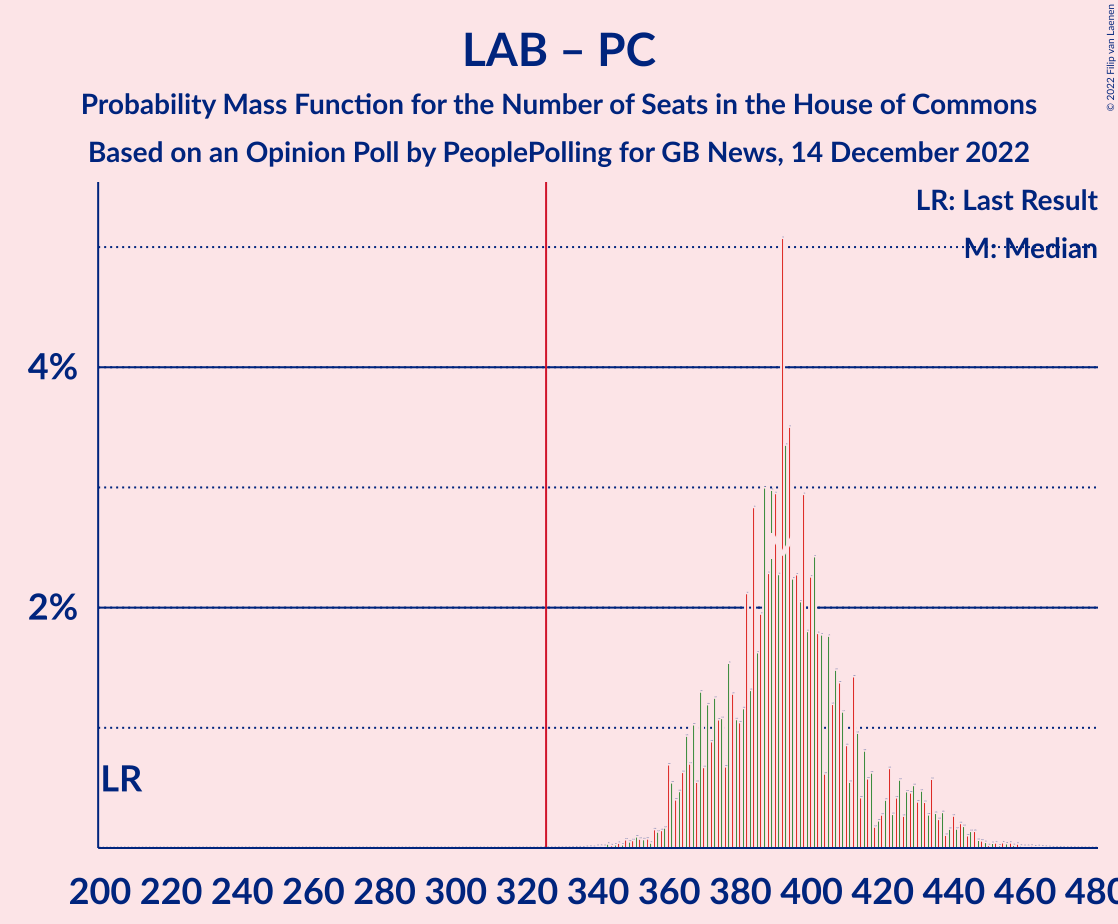 LAB – PC
Probability Mass Function for the Number of Seats in the House of Commons
Based on an Opinion Poll by PeoplePolling for GB News, 14 December 2022
© 2022 Filip van Laenen
LR: Last Result
M: Median
4%
2%
LR
200 220 240 260 280 300 320 340 360 380 400 420 440 460 480